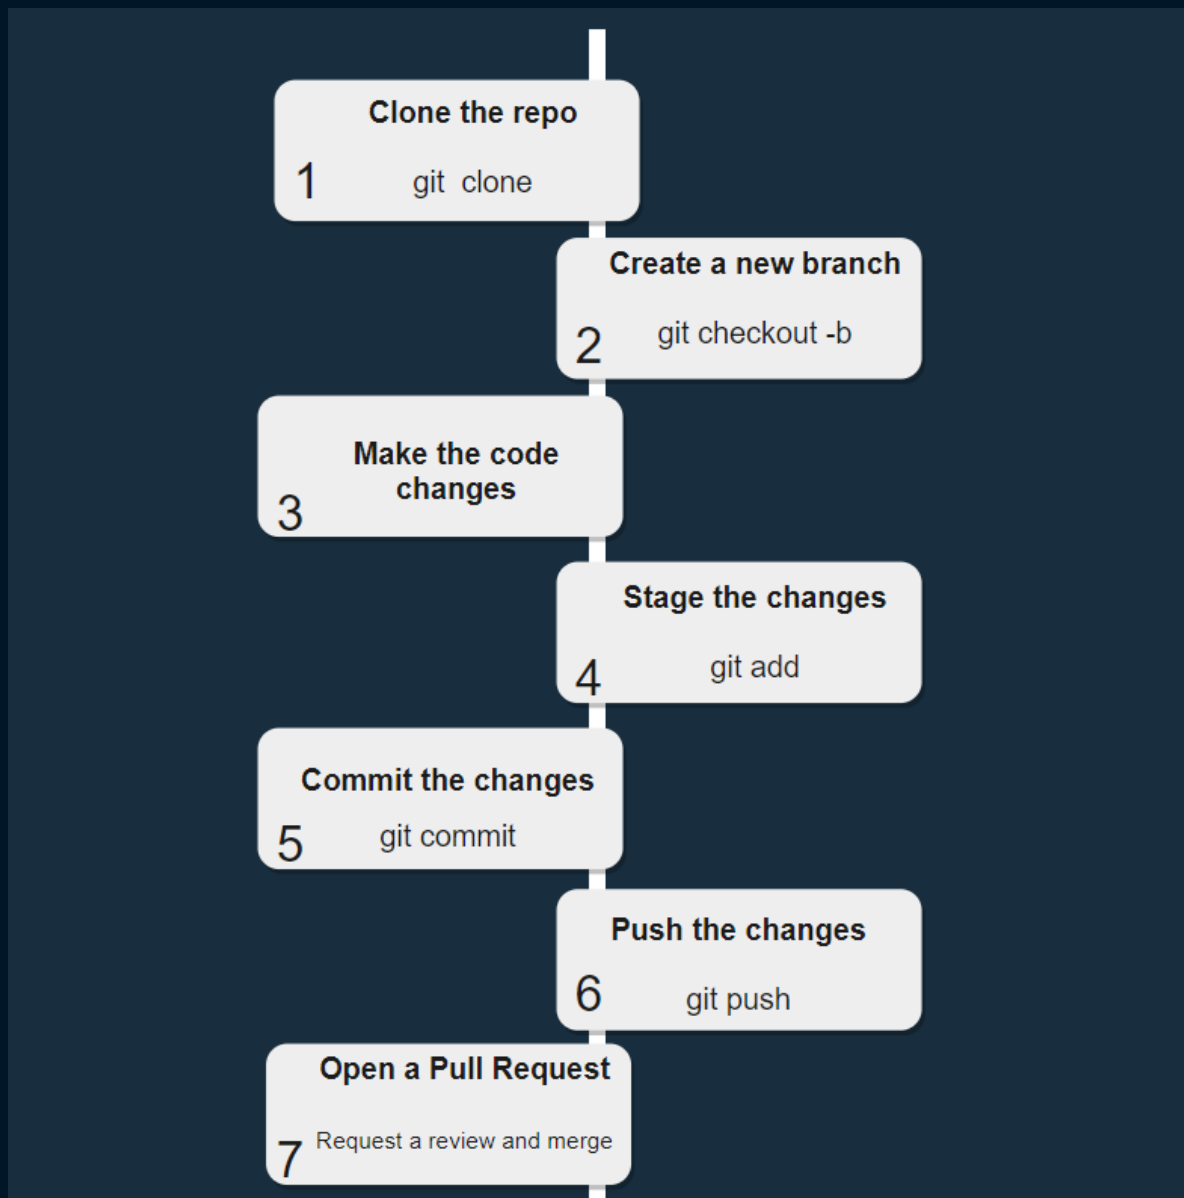 Clone the repo
1 git clone
Create a new branch
2 git checkout -b
Make the code
changes
3
Stage the changes
4 git add
Commit the changes
5 git commit
Push the changes
6 git push
Open a Pull Request
7 Request a review and merge